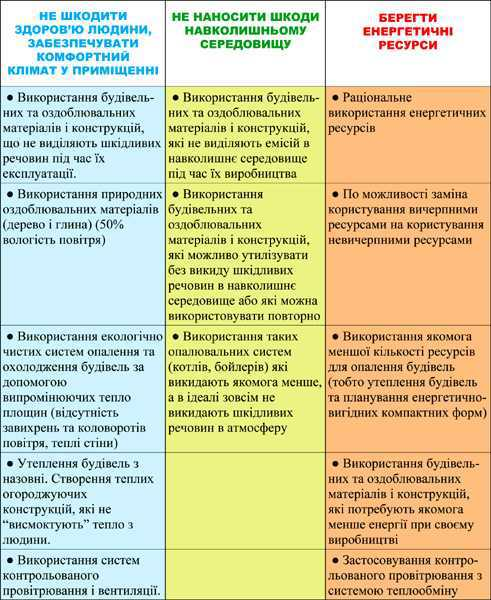 НЕ ШКОДИТИ
ЗДОРОВ'Ю ЛЮДИНИ,
ЗАБЕЗПЕЧУВАТИ
КОМФОРТНИЙ
КЛІМАТ У ПРИМІЩЕННІ
НЕ НАНОСИТИ ШКОДИ
НАВКОЛИШНЬОМУ
СЕРЕДОВИЩУ
БЕРЕГТИ
ЕНЕРГЕТИЧНІ
РЕСУРСИ
● Використання будівель-
них та оздоблювальних
матеріалів і конструкцій,
що не виділяють шкідливих
речовин під час їх
експлуатації.
● Використання будівель-
них та оздоблювальних
матеріалів і конструкцій,
які не виділяють емісій в
навколишнє середовище
під час їх виробництва
● Раціональне
використання енергетичних
ресурсів
● Використання природних
оздоблювальних матеріалів
(дерево і глина) (50%
вологість повітря)
● Використання
будівельних та
оздоблювальних
матеріалів і конструкцій,
які можливо утилізувати
без викиду шкідливих
речовин в навколишнє
середовище або які можна
використовувати повторно
● По можливості заміна
користування вичерпними
ресурсами на користування
невичерпними ресурсами
● Використання екологічно
чистих систем опалення та
охолодження будівель за
допомогою
випромінюючих тепло
площин (відсутність
завихрень та коловоротів
повітря, теплі стіни)
● Використання таких
опалювальних систем
(котлів, бойлерів) які
викидають якомога менше,
а в ідеалі зовсім не
викидають шкідливих
речовин в атмосферу
● Використання якомога
меншої кількості ресурсів
для опалення будівель
(тобто утеплення будівель
та планування енергетично-
вигідних компактних форм)
● Утеплення будівель з
назовні. Створення теплих
огороджуючих
конструкцій, які не
“висмоктують” тепло з
людини.
● Використання будівель-
них та оздоблювальних
матеріалів і конструкцій,
які потребують якомога
менше енергії при своєму
виробництві
● Використання систем
контрольованого
провітрювання і вентиляції.
● Застосовування контро-
льованого провітрювання з
системою теплообміну